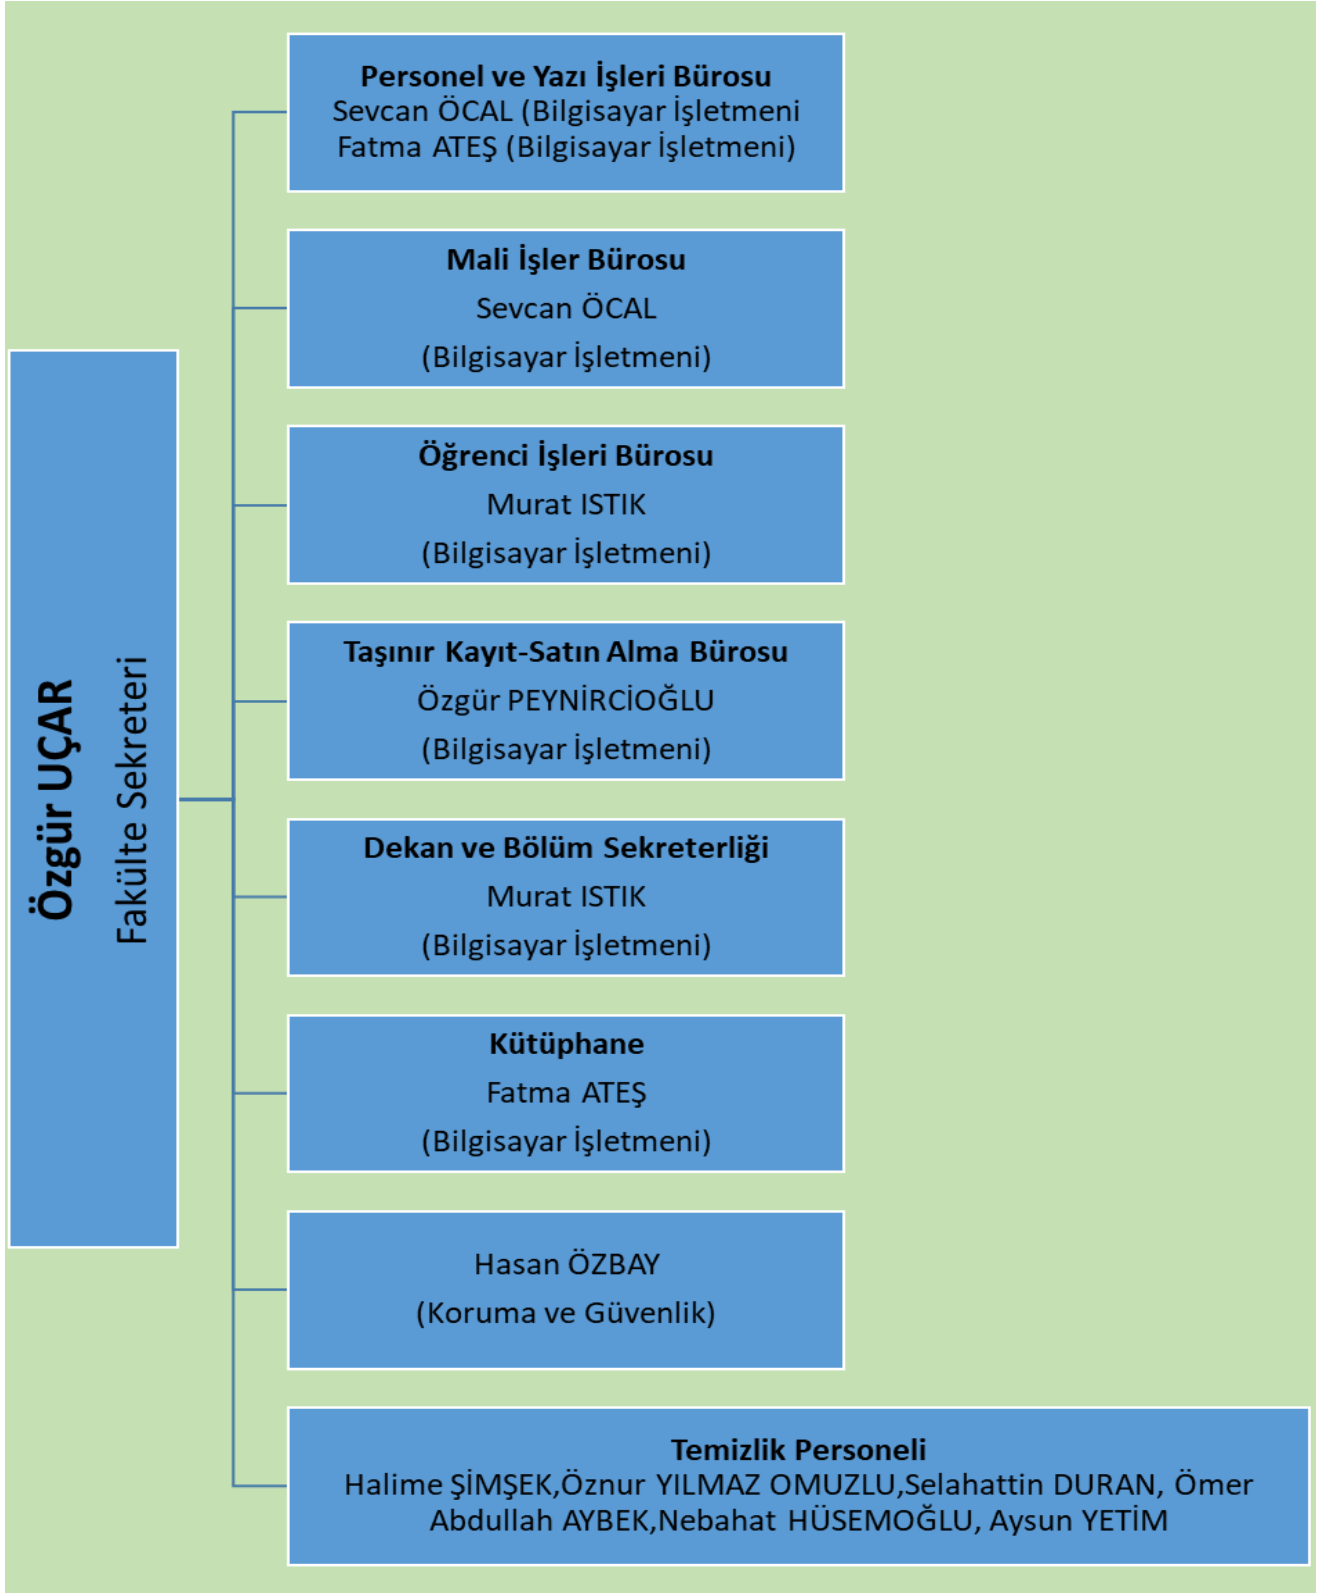 Özgür UÇAR
Fakülte Sekreteri
Personel ve Yazı İşleri Bürosu
Sevcan ÖCAL (Bilgisayar İşletmeni
Fatma ATEŞ (Bilgisayar İşletmeni)
Mali İşler Bürosu
Sevcan ÖCAL
(Bilgisayar İşletmeni)
Öğrenci İşleri Bürosu
Murat ISTIK
(Bilgisayar İşletmeni)
Taşınır Kayıt-Satın Alma Bürosu
Özgür PEYNİRCİOĞLU
(Bilgisayar İşletmeni)
Dekan ve Bölüm Sekreterliği
Murat ISTIK
(Bilgisayar İşletmeni)
Kütüphane
Fatma ATEŞ
(Bilgisayar İşletmeni)
Hasan ÖZBAY
(Koruma ve Güvenlik)
Temizlik Personeli
Halime ŞİMŞEK,Öznur YILMAZ OMUZLU,Selahattin DURAN, Ömer
Abdullah AYBEK,Nebahat HÜSEMOĞLU, Aysun YETİM